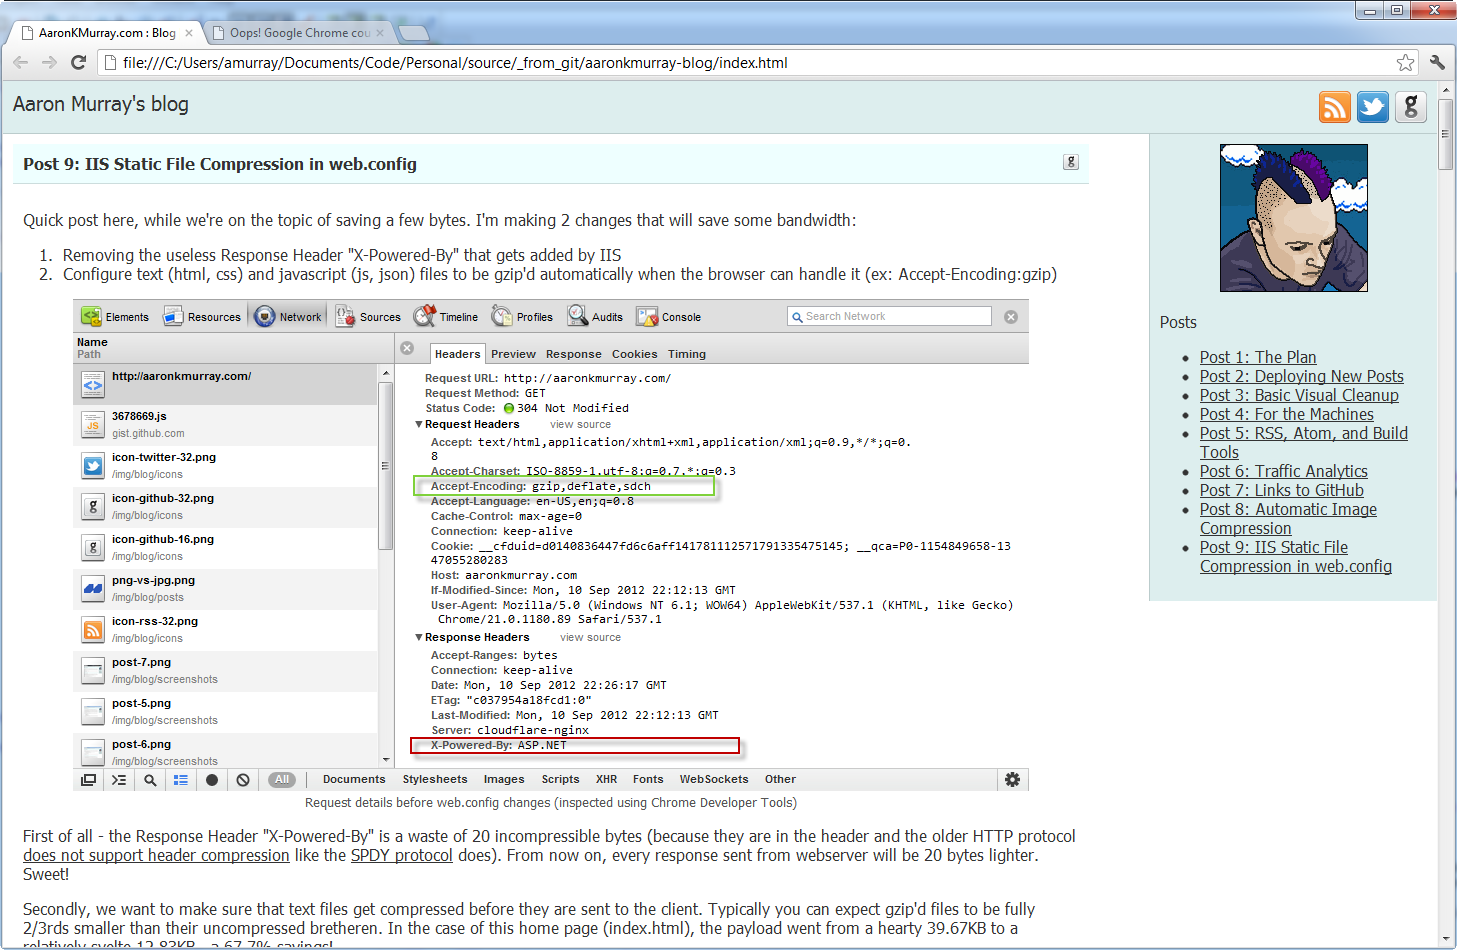 AaronKMurray.com : Blog
Oops! Google Chrome cou
file:///C:/Users/amurray/Documents/Code/Personal/source/_from_git/aaronkmurray-blog/index.html
Aaron Murray's blog
g
Post 9: IIS Static File Compression in web.config
g
Quick post here, while we're on the topic of saving a few bytes. I'm making 2 changes that will save some bandwidth:
1. Removing the useless Response Header "X-Powered-By" that gets added by IIS
2. Configure text (html, css) and javascript (js, json) files to be gzip'd automatically when the browser can handle it (ex: Accept-Encoding:gzip)
Elements Resources Network Sources Timeline Profiles Audits Console Search Network
Name
Path
Headers Preview Response Cookies Timing
http://aaronkmurray.com/
3678669.js
gist.github.com
icon-twitter-32.png
/img/blog/icons
icon-github-32.png
/img/blog/icons
icon-github-16.png
/img/blog/icons
png-vs-jpg.png
/img/blog/posts
icon-rss-32.png
/img/blog/icons
post-7.png
/img/blog/screenshots
post-5.png
/img/blog/screenshots
post-6.png
/img/blog/screenshots
Request URL: http://aaronkmurray.com/
Request Method: GET
Status Code: 304 Not Modified
Request Headers view source
Accept: text/html,application/xhtml+xml,application/xml;q=0.9,*/*;q=0.
8
Accept-Charset: ISO-8859-1,utf-8;q=0.7,*;q=0.3
Accept-Encoding: gzip,deflate,sdch
Accept-Language: en-US,en;q=0.8
Cache-Control: max-age=0
Connection: keep-alive
Cookie: __cfduid=d0140836447fd6c6aff141781112571791335475145; __qca=P0-1154849658-13
47055280283
Host: aaronkmurray.com
If-Modified-Since: Mon, 10 Sep 2012 22:12:13 GMT
User-Agent: Mozilla/5.0 (Windows NT 6.1; WOW64) AppleWebKit/537.1 (KHTML, like Gecko)
Chrome/21.0.1180.89 Safari/537.1
Response Headers view source
Accept-Ranges: bytes
Connection: keep-alive
Date: Mon, 10 Sep 2012 22:26:17 GMT
ETag: "c037954a18fcd1:0"
Last-Modified: Mon, 10 Sep 2012 22:12:13 GMT
Server: cloudflare-nginx
X-Powered-By: ASP.NET
All Documents Stylesheets Images Scripts XHR Fonts WebSockets Other
Request details before web.config changes (inspected using Chrome Developer Tools)
First of all - the Response Header "X-Powered-By" is a waste of 20 incompressible bytes (because they are in the header and the older HTTP protocol
does not support header compression like the SPDY protocol does). From now on, every response sent from webserver will be 20 bytes lighter.
Sweet!
Secondly, we want to make sure that text files get compressed before they are sent to the client. Typically you can expect gzip'd files to be fully
2/3rds smaller than their uncompressed bretheren. In the case of this home page (index.html), the payload went from a hearty 39.67KB to a
relatively svelte 12.83KB - a 67.7% savings!
Posts
Post 1: The Plan
Post 2: Deploying New Posts
Post 3: Basic Visual Cleanup
Post 4: For the Machines
Post 5: RSS, Atom, and Build
Tools
Post 6: Traffic Analytics
Post 7: Links to GitHub
Post 8: Automatic Image
Compression
Post 9: IIS Static File
Compression in web.config